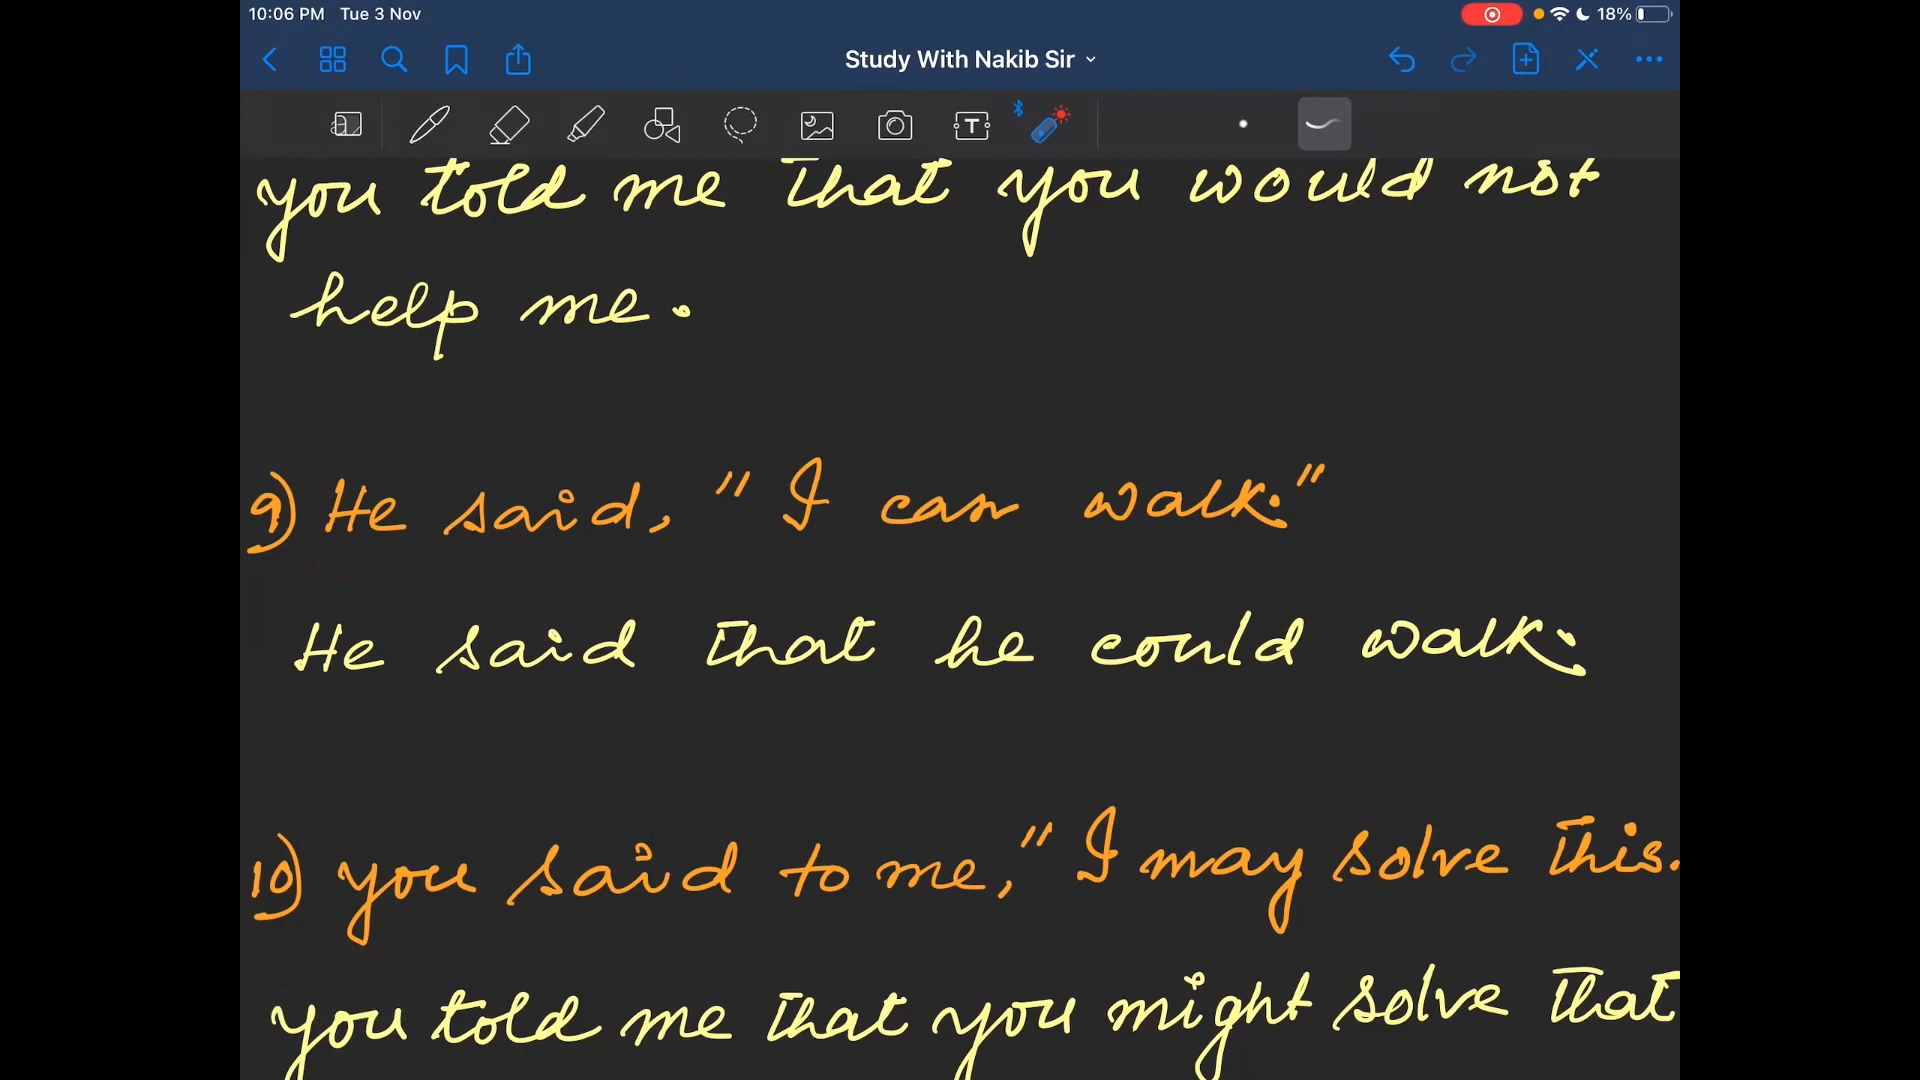 10:06 PM Tue 3 Nov 18%
Study With Nakib Sir
you told me that you would not
help me.
9) He said, "I can walk."
He said that he could walk.
10) you said to me, "I may solve this.
you told me that you might solve that